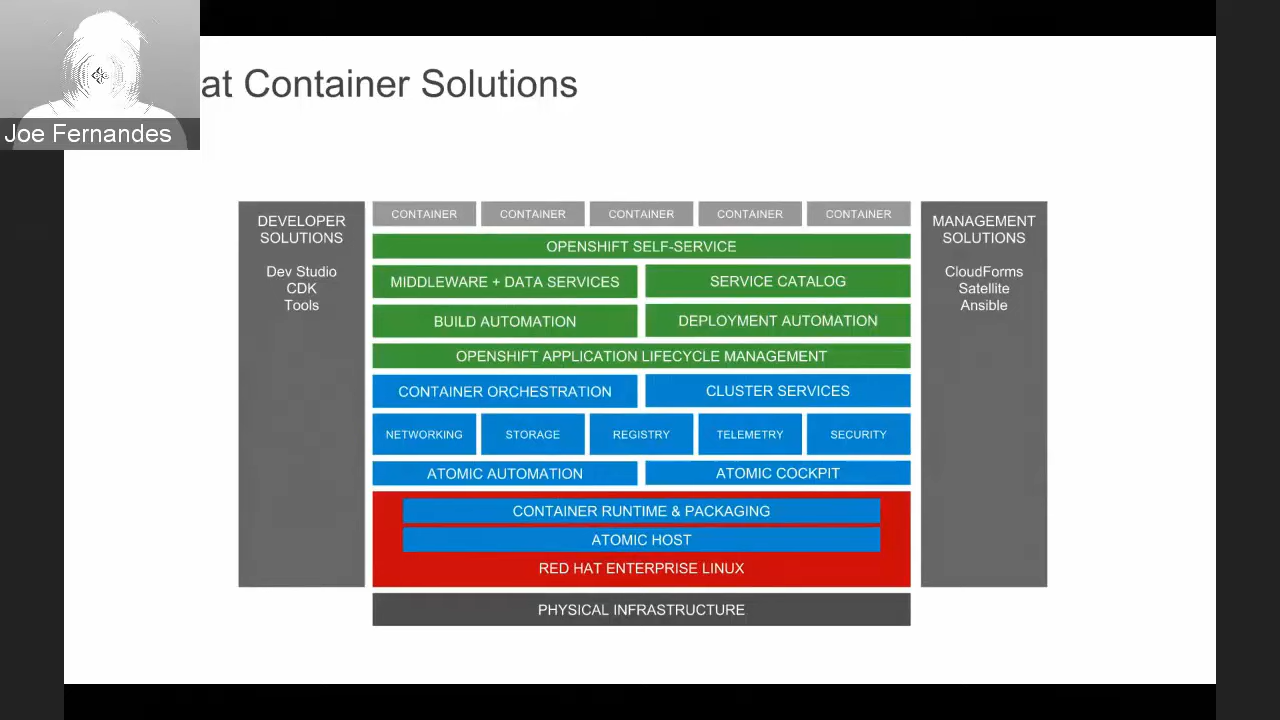 Joe Fernandes
at Container Solutions
DEVELOPER
SOLUTIONS
Dev Studio
CDK
Tools
CONTAINER CONTAINER CONTAINER CONTAINER CONTAINER
OPENSHIFT SELF-SERVICE
MIDDLEWARE + DATA SERVICES SERVICE CATALOG
BUILD AUTOMATION DEPLOYMENT AUTOMATION
OPENSHIFT APPLICATION LIFECYCLE MANAGEMENT
CONTAINER ORCHESTRATION CLUSTER SERVICES
NETWORKING STORAGE REGISTRY TELEMETRY SECURITY
ATOMIC AUTOMATION ATOMIC COCKPIT
CONTAINER RUNTIME & PACKAGING
ATOMIC HOST
RED HAT ENTERPRISE LINUX
PHYSICAL INFRASTRUCTURE
MANAGEMENT
SOLUTIONS
CloudForms
Satellite
Ansible